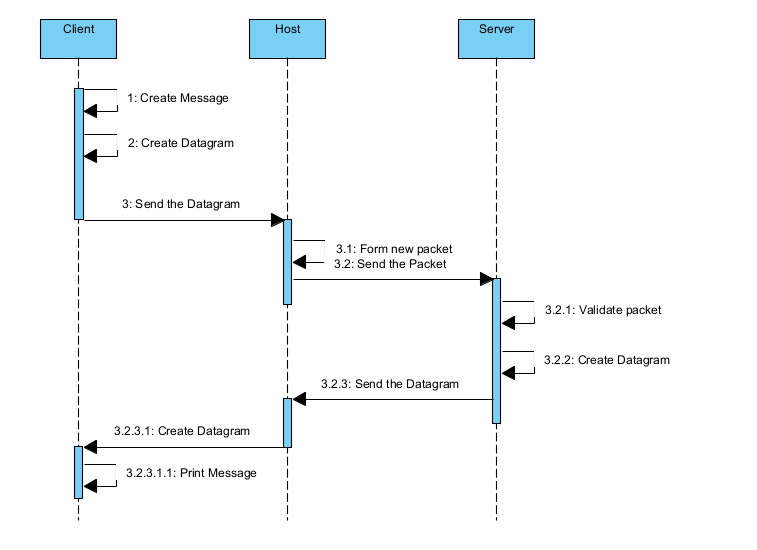 Client
Host
Server
1: Create Message
2: Create Datagram
3: Send the Datagram
3.1: Form new packet
3.2: Send the Packet
3.2.1: Validate packet
3.2.2: Create Datagram
3.2.3: Send the Datagram
3.2.3.1: Create Datagram
3.2.3.1.1: Print Message